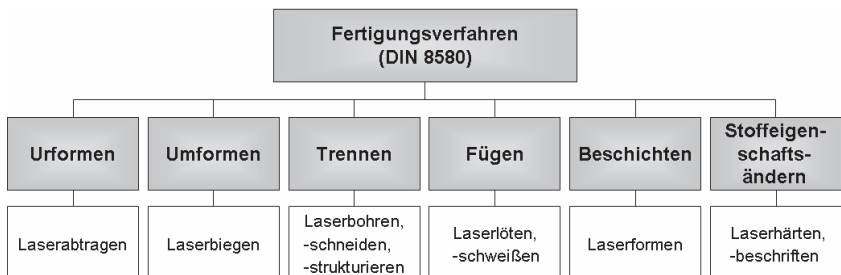 Fertigungsverfahren
(DIN 8580)
Urformen
Umformen
Trennen
Fügen
Beschichten
Stoffeigen-
schafts-
ändern
Laserabtragen
Laserbiegen
Laserbohren,
-schneiden,
-strukturieren
Laserlöten,
-schweißen
Laserformen
Laserhärten,
-beschriften